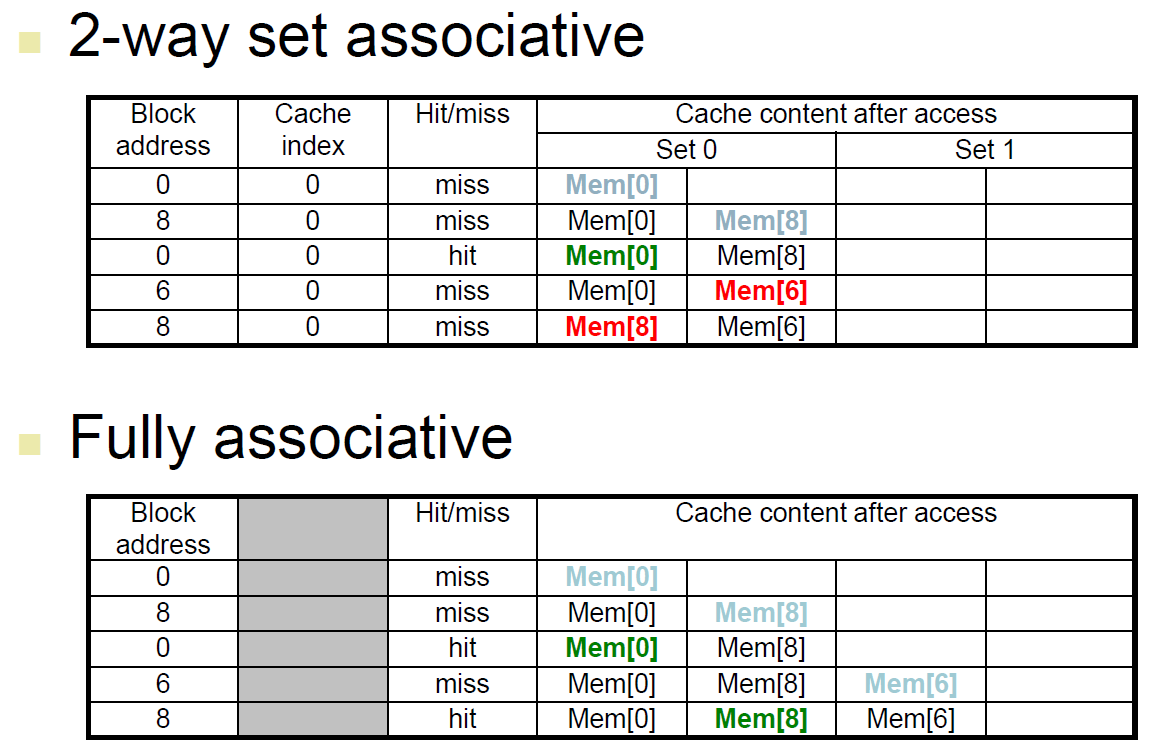 2-way set associative
Block address Cache index Hit/miss Cache content after access
Set 0 Set 1
0 0 miss Mem[0]
8 0 miss Mem[0] Mem[8]
0 0 hit Mem[0] Mem[8]
6 0 miss Mem[0] Mem[6]
8 0 miss Mem[8] Mem[6]
Fully associative
Block address Hit/miss Cache content after access
0 miss Mem[0]
8 miss Mem[0] Mem[8]
0 hit Mem[0] Mem[8]
6 miss Mem[0] Mem[8] Mem[6]
8 hit Mem[0] Mem[8] Mem[6]